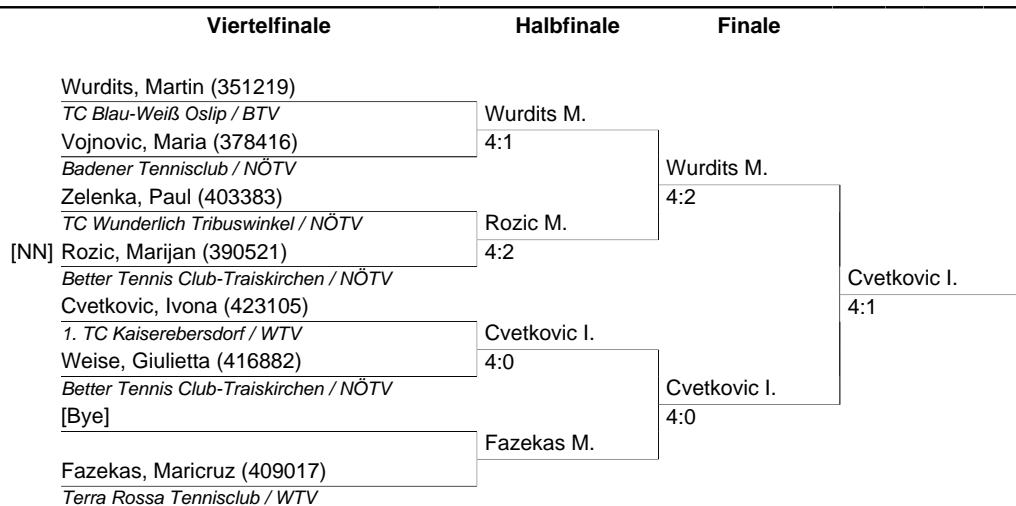 Viertelfinale Halbfinale Finale
Wurdits, Martin (351219)
TC Blau-Weiß Oslip / BTV
Wurdits M.
Vojnovic, Maria (378416)
4:1
Badener Tennisclub / NÖTV
Wurdits M.
Zelenka, Paul (403383)
4:2
TC Wunderlich Tribuswinkel / NÖTV
Rozic M.
[NN] Rozic, Marijan (390521)
4:2
Better Tennis Club-Traiskirchen / NÖTV
Cvetkovic I.
Cvetkovic, Ivona (423105)
4:1
1. TC Kaiserebersdorf / WTV
Cvetkovic I.
Weise, Giulietta (416882)
4:0
Better Tennis Club-Traiskirchen / NÖTV
Cvetkovic I.
[Bye]
4:0
Fazekas M.
Fazekas, Maricruz (409017)
Terra Rossa Tennisclub / WTV